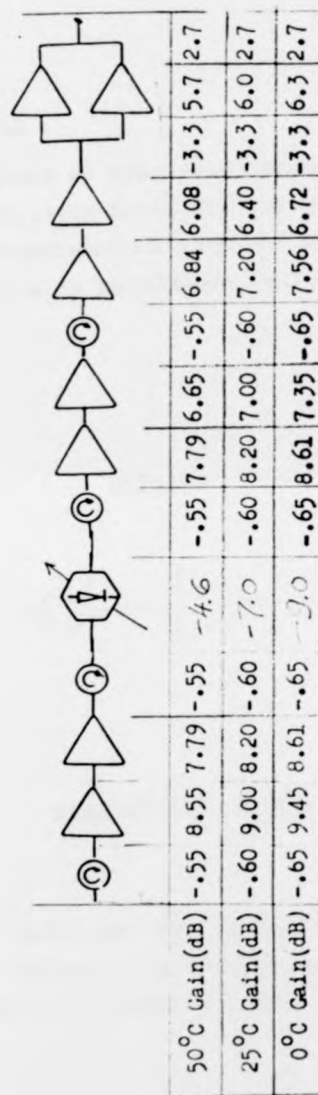 50°C Gain(dB) -.55 8.55 7.79 -.55 -4.6 -.55 7.79 6.65 -.55 6.84 6.08 -3.3 5.7 2.7
25°C Gain(dB) -.60 9.00 8.20 -.60 -7.0 -.60 8.20 7.00 -.60 7.20 6.40 -3.3 6.0 2.7
0°C Gain(dB) -.65 9.45 8.61 -.65 -9.0 -.65 8.61 7.35 -.65 7.56 6.72 -3.3 6.3 2.7